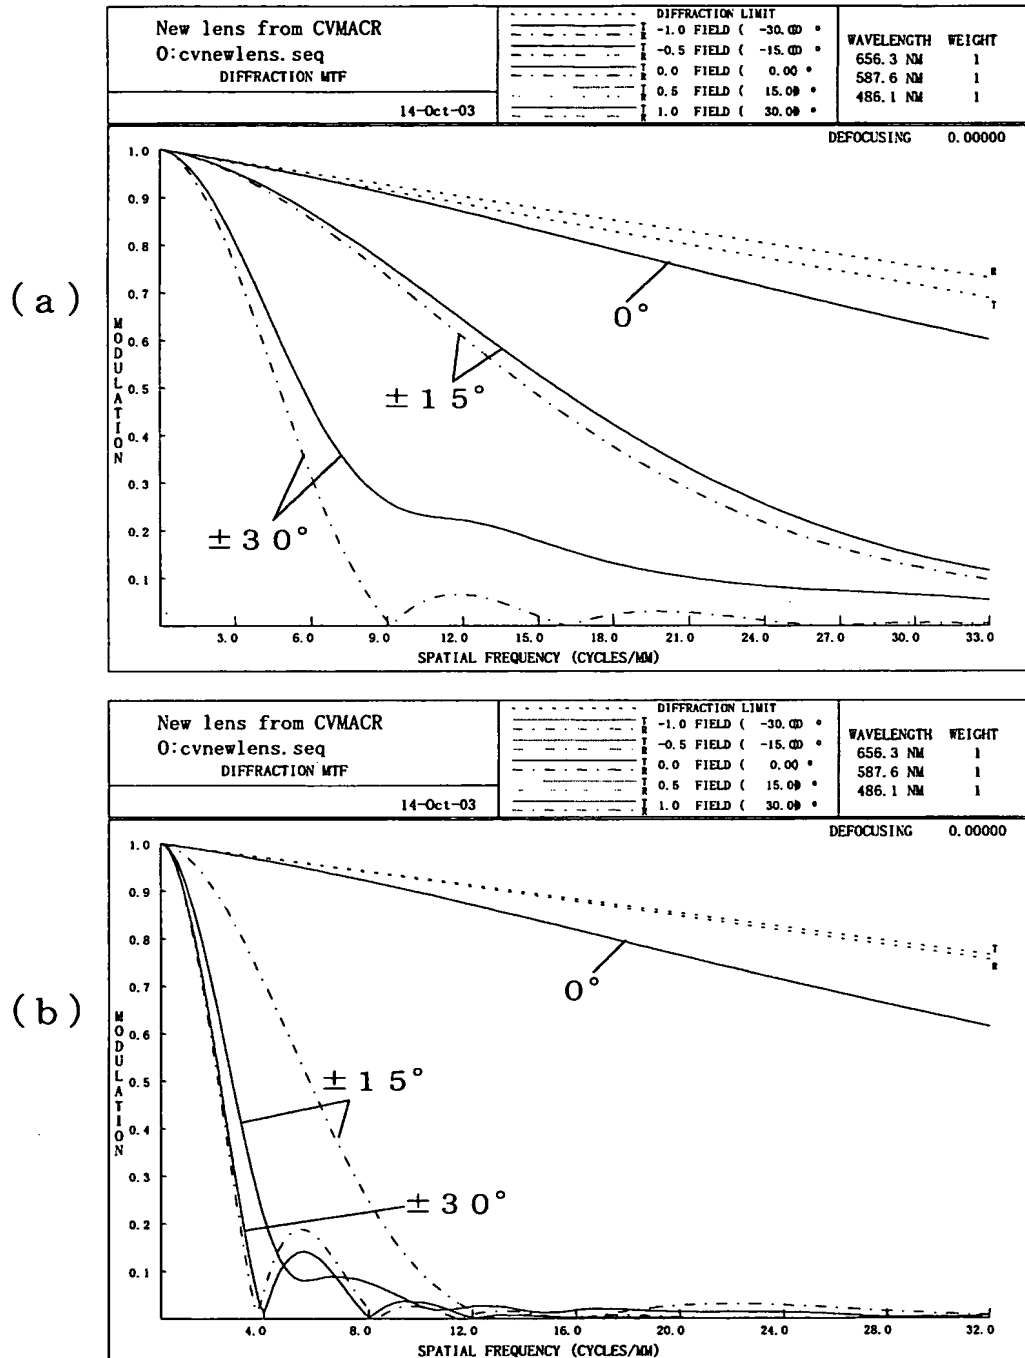 New lens from CVMACR
O:cvnewlens.seq
DIFFRACTION MTF
14-Oct-03
DIFFRACTION LIMIT
T R -1.0 FIELD ( -30.00 °
T R -0.5 FIELD ( -15.00 °
T R 0.0 FIELD ( 0.00 °
T R 0.5 FIELD ( 15.00 °
T R 1.0 FIELD ( 30.00 °
WAVELENGTH WEIGHT
656.3 NM 1
587.6 NM 1
486.1 NM 1
DEFOCUSING 0.00000
(a)
MODULATION
1.0
0.9
0.8
0.7
0.6
0.5
0.4
0.3
0.2
0.1
R
T
0°
±15°
±30°
3.0 6.0 9.0 12.0 15.0 18.0 21.0 24.0 27.0 30.0 33.0
SPATIAL FREQUENCY (CYCLES/MM)
New lens from CVMACR
O:cvnewlens.seq
DIFFRACTION MTF
14-Oct-03
DIFFRACTION LIMIT
T R -1.0 FIELD ( -30.00 °
T R -0.5 FIELD ( -15.00 °
T R 0.0 FIELD ( 0.00 °
T R 0.5 FIELD ( 15.00 °
T R 1.0 FIELD ( 30.00 °
WAVELENGTH WEIGHT
656.3 NM 1
587.6 NM 1
486.1 NM 1
DEFOCUSING 0.00000
(b)
MODULATION
1.0
0.9
0.8
0.7
0.6
0.5
0.4
0.3
0.2
0.1
T
R
0°
±15°
±30°
4.0 8.0 12.0 16.0 20.0 24.0 28.0 32.0
SPATIAL FREQUENCY (CYCLES/MM)